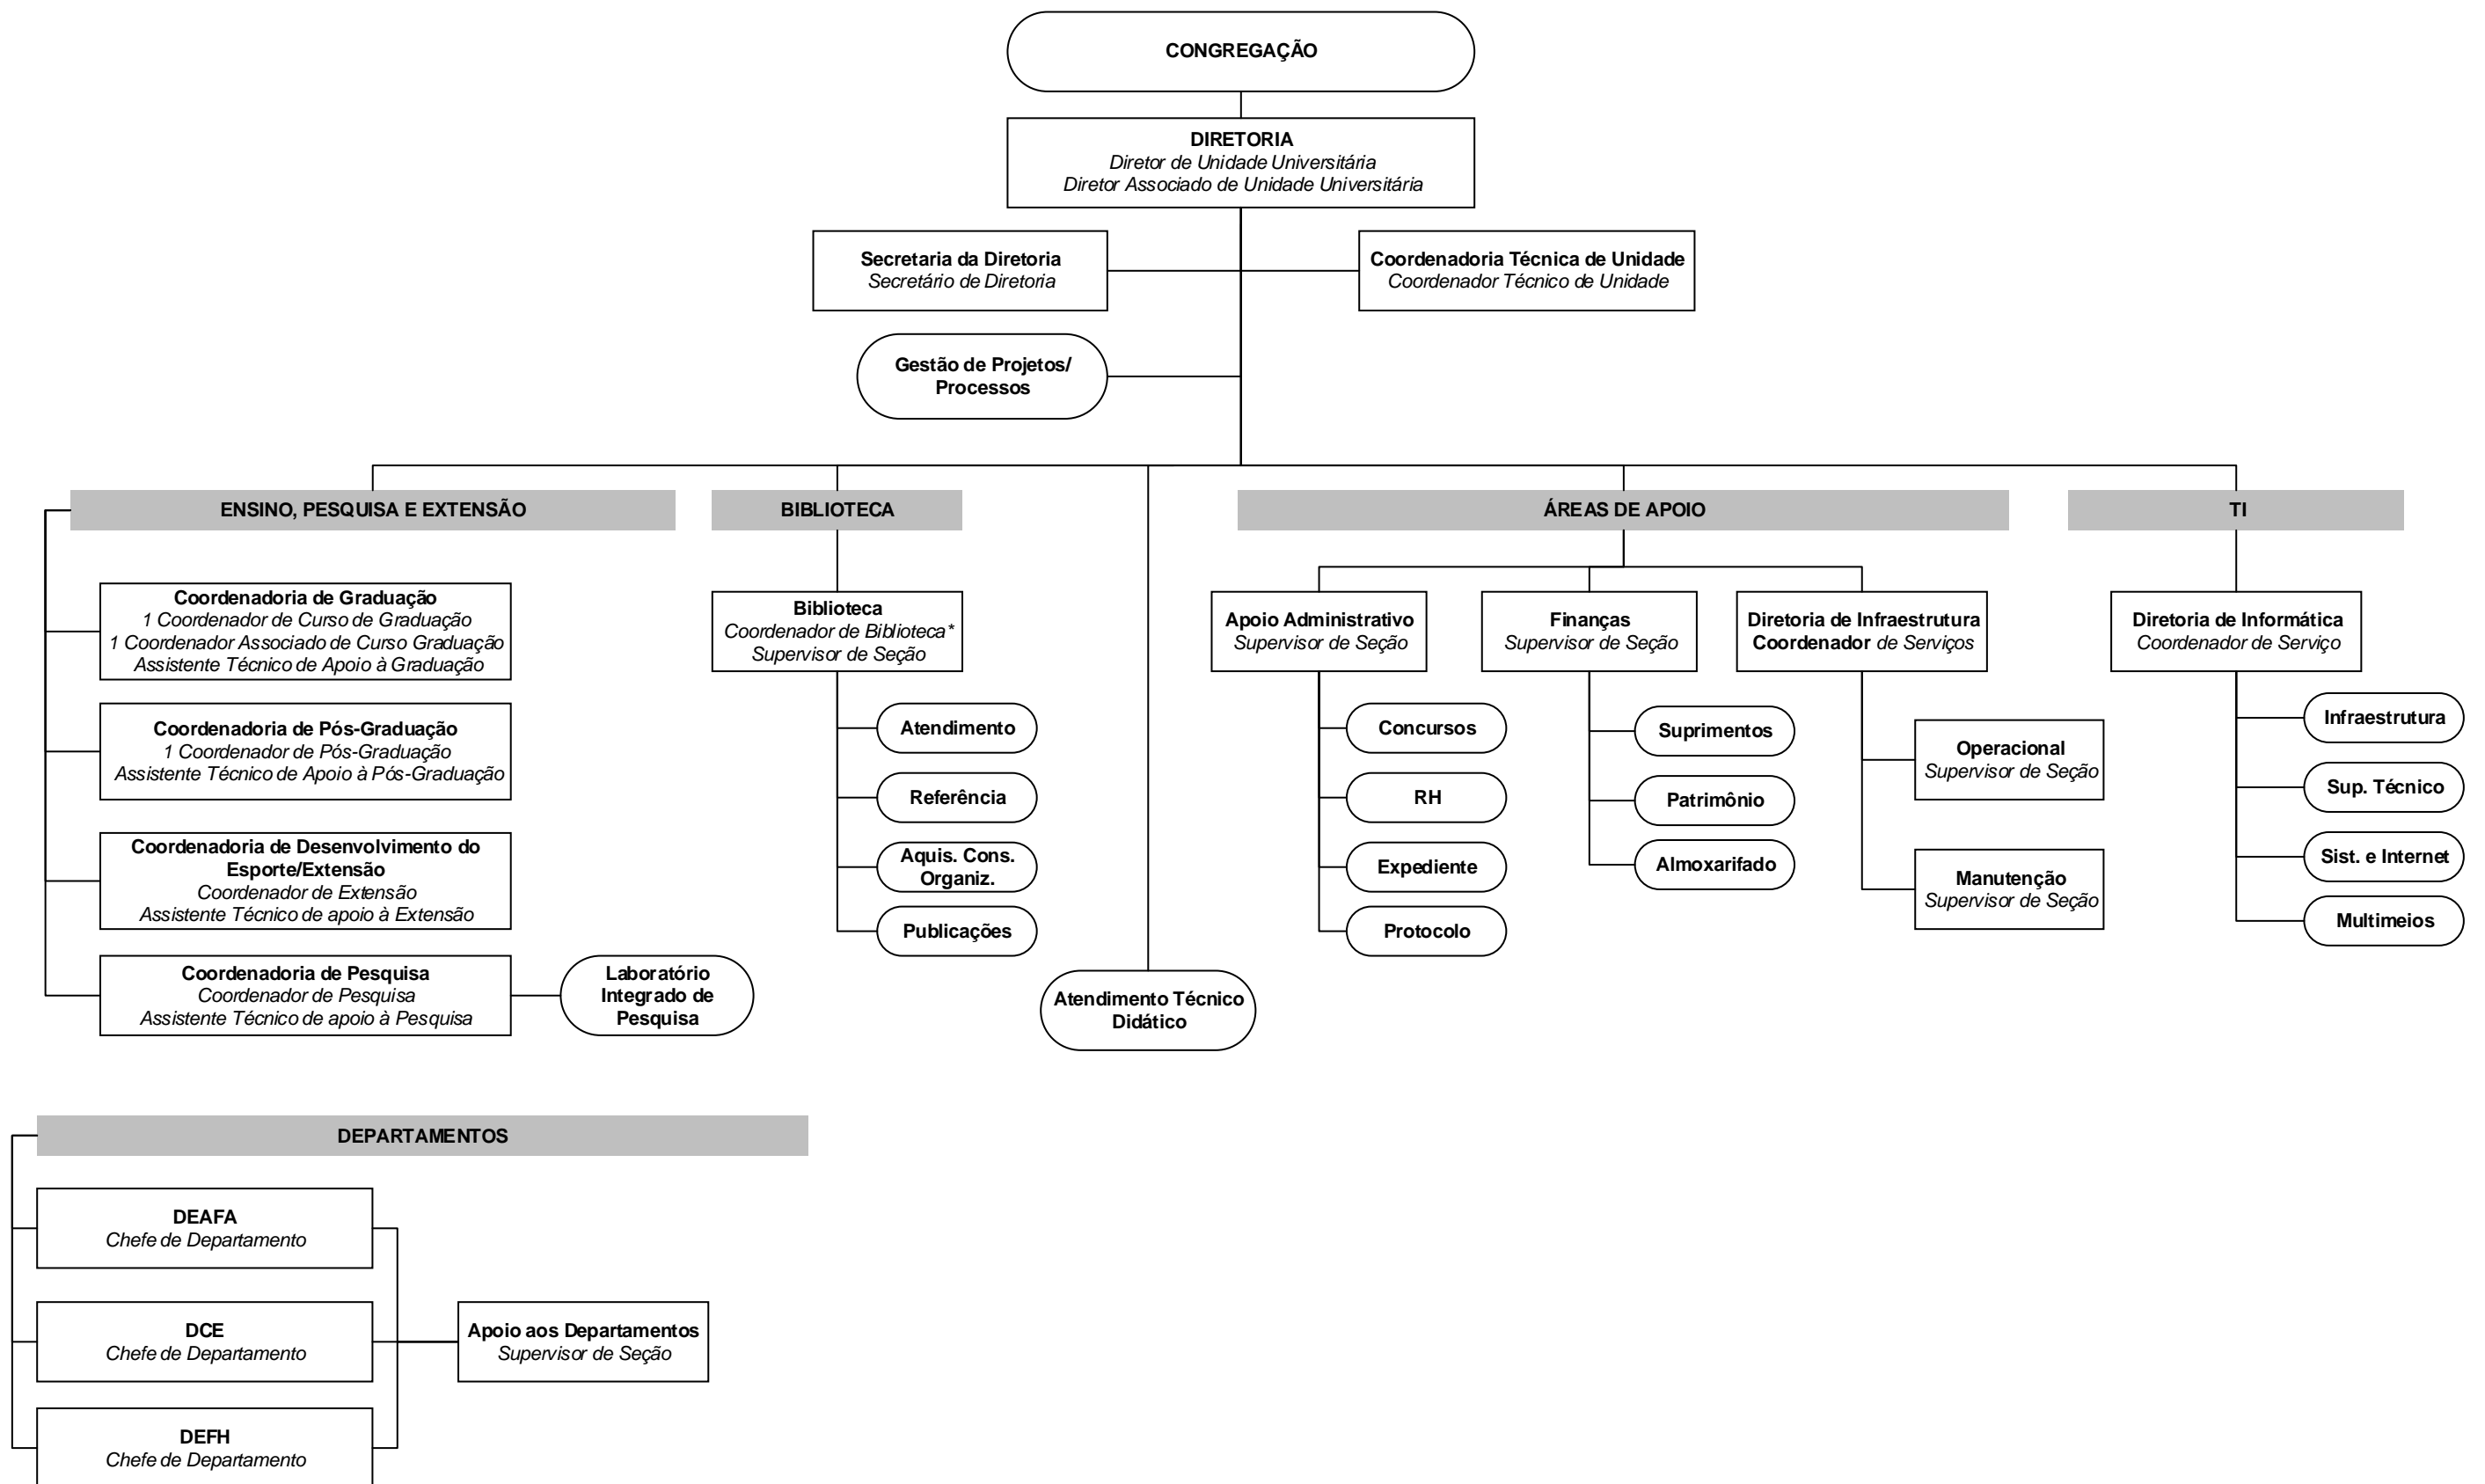 CONGREGAÇÃO
DIRETORIA
Diretor de Unidade Universitária
Diretor Associado de Unidade Universitária
Secretaria da Diretoria
Secretário de Diretoria
Coordenadoria Técnica de Unidade
Coordenador Técnico de Unidade
Gestão de Projetos/
Processos
ENSINO, PESQUISA E EXTENSÃO
BIBLIOTECA
ÁREAS DE APOIO
TI
Coordenadoria de Graduação
1 Coordenador de Curso de Graduação
1 Coordenador Associado de Curso Graduação
Assistente Técnico de Apoio à Graduação
Coordenadoria de Pós-Graduação
1 Coordenador de Pós-Graduação
Assistente Técnico de Apoio à Pós-Graduação
Coordenadoria de Desenvolvimento do
Esporte/Extensão
Coordenador de Extensão
Assistente Técnico de apoio à Extensão
Coordenadoria de Pesquisa
Coordenador de Pesquisa
Assistente Técnico de apoio à Pesquisa
Laboratório
Integrado de
Pesquisa
Biblioteca
Coordenador de Biblioteca*
Supervisor de Seção
Atendimento
Referência
Aquis. Cons.
Organiz.
Publicações
Atendimento Técnico
Didático
Apoio Administrativo
Supervisor de Seção
Concursos
RH
Expediente
Protocolo
Finanças
Supervisor de Seção
Suprimentos
Patrimônio
Almoxarifado
Diretoria de Infraestrutura
Coordenador de Serviços
Operacional
Supervisor de Seção
Manutenção
Supervisor de Seção
Diretoria de Informática
Coordenador de Serviço
Infraestrutura
Sup. Técnico
Sist. e Internet
Multimeios
DEPARTAMENTOS
DEAFA
Chefe de Departamento
DCE
Chefe de Departamento
DEFH
Chefe de Departamento
Apoio aos Departamentos
Supervisor de Seção